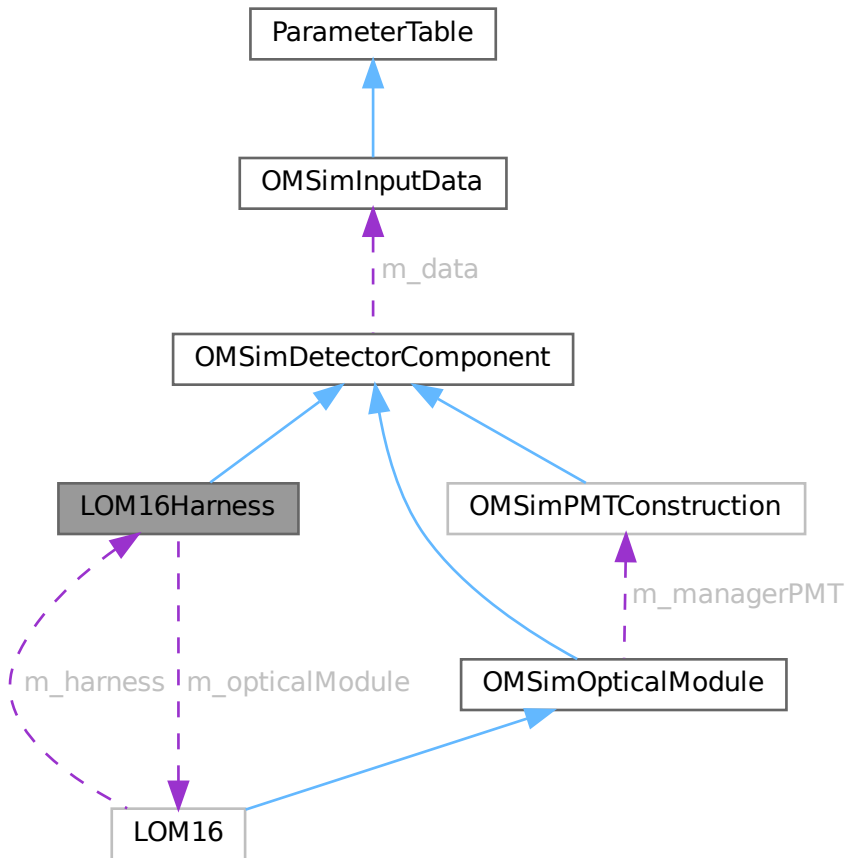 ParameterTable
OMSimInputData
m_data
OMSimDetectorComponent
LOM16Harness
OMSimPMTConstruction
m_managerPMT
m_harness
m_opticalModule
OMSimOpticalModule
LOM16